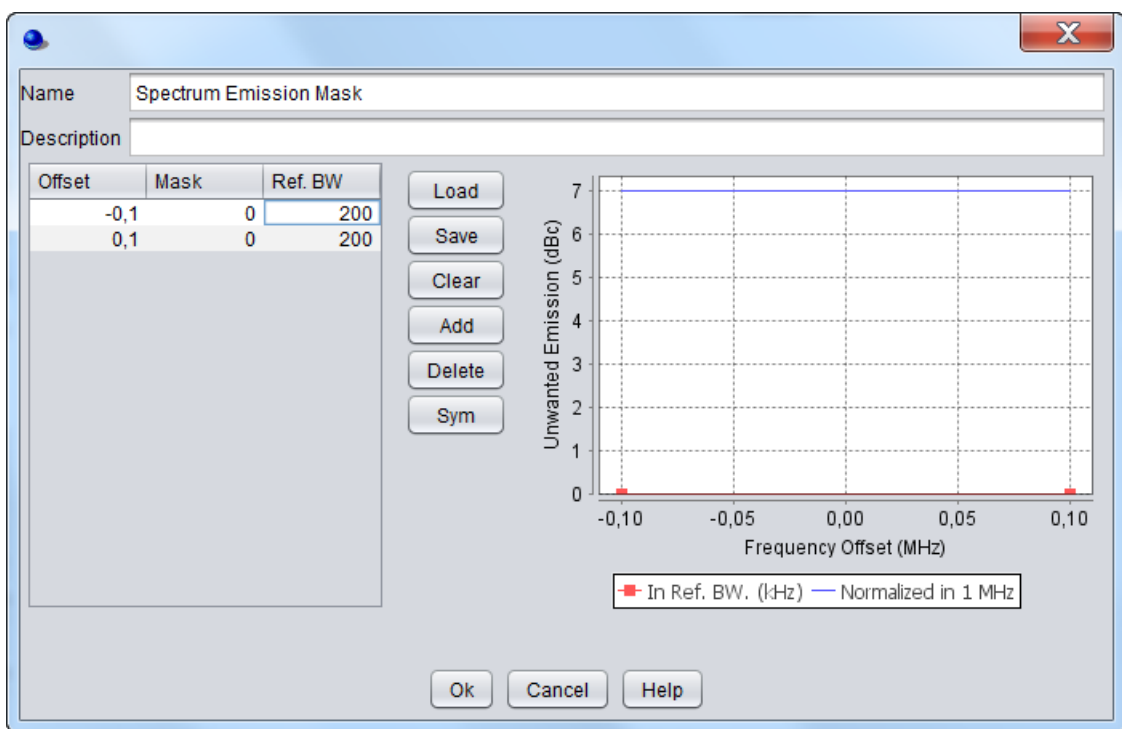 X
Name Spectrum Emission Mask
Description
Offset Mask Ref. BW
-0,1 0 200
0,1 0 200
Load
Save
Clear
Add
Delete
Sym
Unwanted Emission (dBc)
7
6
5
4
3
2
1
0
-0,10 -0,05 0,00 0,05 0,10
Frequency Offset (MHz)
In Ref. BW. (kHz) Normalized in 1 MHz
Ok Cancel Help